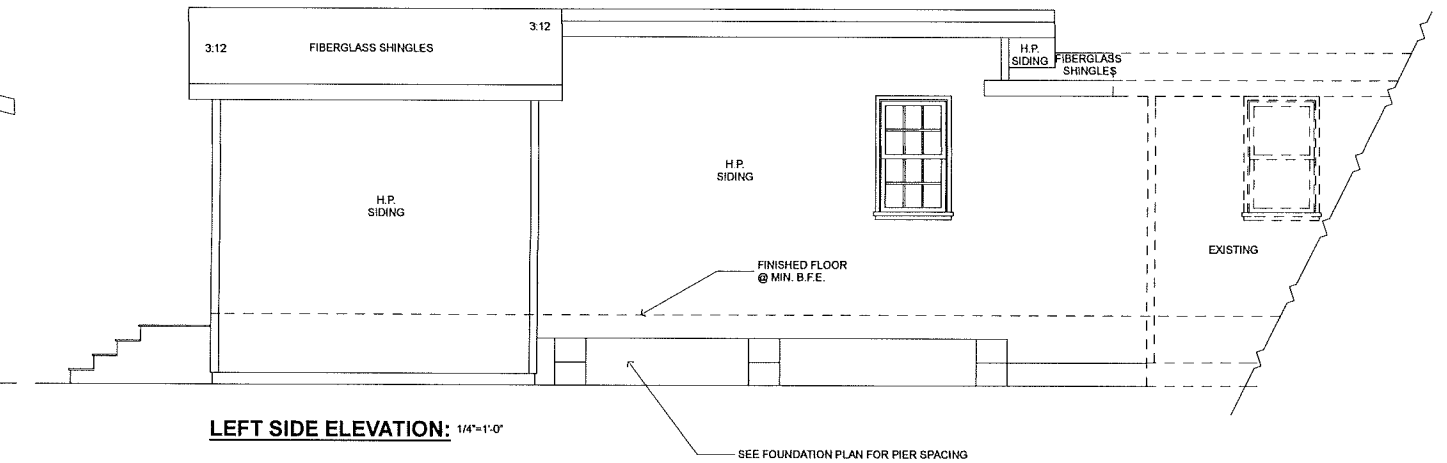 3:12
FIBERGLASS SHINGLES
3:12
H.P.
SIDING
FIBERGLASS
SHINGLES
H.P.
SIDING
H.P.
SIDING
EXISTING
FINISHED FLOOR
@ MIN. B.F.E.
LEFT SIDE ELEVATION: 1/4"=1'-0"
SEE FOUNDATION PLAN FOR PIER SPACING